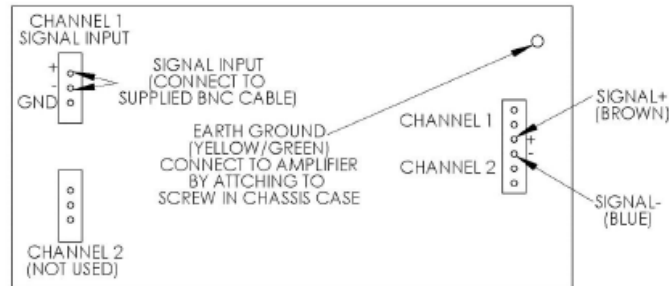 CHANNEL 1
SIGNAL INPUT
+
-
GND
SIGNAL INPUT
(CONNECT TO
SUPPLIED BNC CABLE)
EARTH GROUND
(YELLOW/GREEN)
CONNECT TO AMPLIFIER
BY ATTCHING TO
SCREW IN CHASSIS CASE
CHANNEL 1
+
-
CHANNEL 2
SIGNAL+
(BROWN)
SIGNAL-
(BLUE)
CHANNEL 2
(NOT USED)